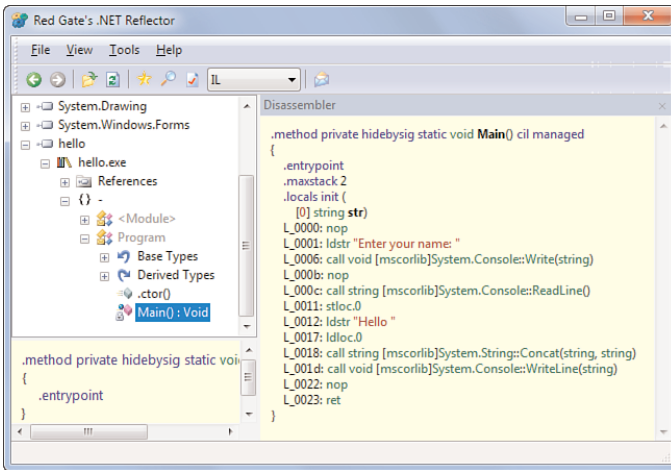 Red Gate's .NET Reflector
File View Tools Help
IL
System.Drawing
System.Windows.Forms
hello
hello.exe
References
{} -
<Module>
Program
Base Types
Derived Types
.ctor()
Main() : Void
.method private hidebysig static voi
{
.entrypoint
}
Disassembler
.method private hidebysig static void Main() cil managed
{
.entrypoint
.maxstack 2
.locals init (
[0] string str)
L_0000: nop
L_0001: ldstr "Enter your name: "
L_0006: call void [mscorlib]System.Console::Write(string)
L_000b: nop
L_000c: call string [mscorlib]System.Console::ReadLine()
L_0011: stloc.0
L_0012: ldstr "Hello "
L_0017: ldloc.0
L_0018: call string [mscorlib]System.String::Concat(string, string)
L_001d: call void [mscorlib]System.Console::WriteLine(string)
L_0022: nop
L_0023: ret
}